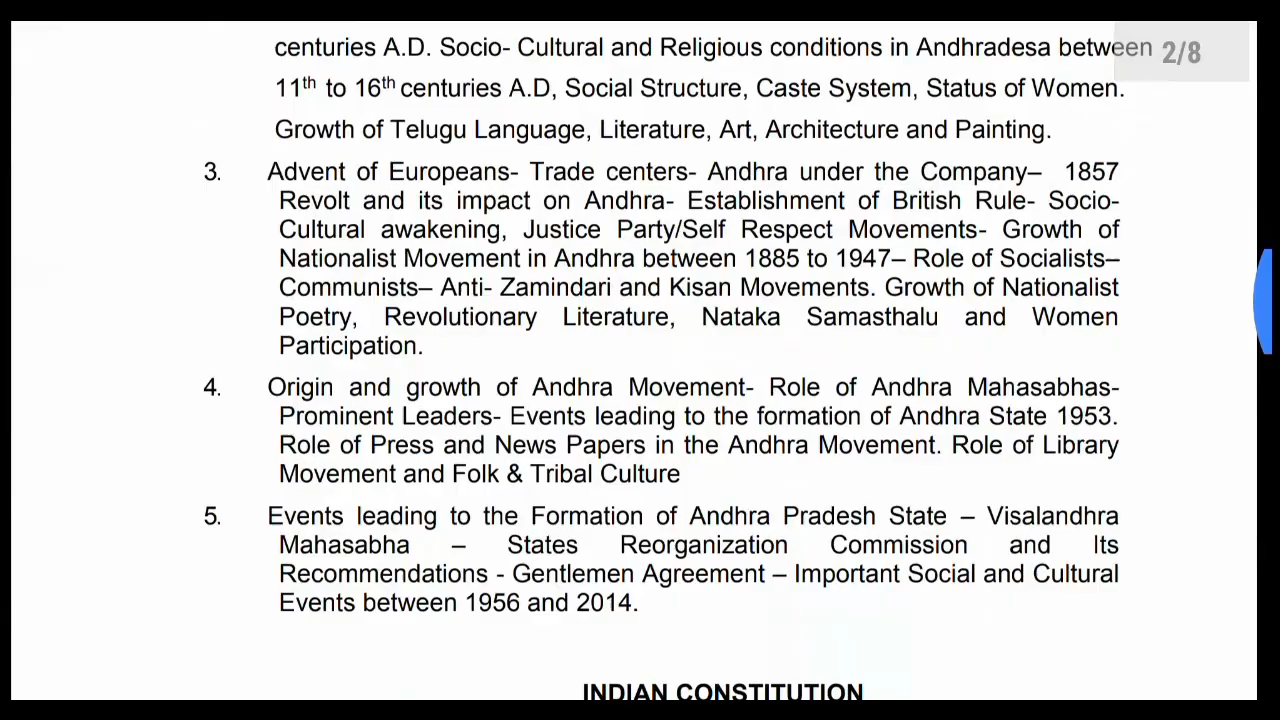 centuries A.D. Socio- Cultural and Religious conditions in Andhradesa between
2/8
11th to 16th centuries A.D, Social Structure, Caste System, Status of Women.
Growth of Telugu Language, Literature, Art, Architecture and Painting.
3. Advent of Europeans- Trade centers- Andhra under the Company– 1857
Revolt and its impact on Andhra- Establishment of British Rule- Socio-
Cultural awakening, Justice Party/Self Respect Movements- Growth of
Nationalist Movement in Andhra between 1885 to 1947– Role of Socialists–
Communists– Anti- Zamindari and Kisan Movements. Growth of Nationalist
Poetry, Revolutionary Literature, Nataka Samasthalu and Women
Participation.
4. Origin and growth of Andhra Movement- Role of Andhra Mahasabhas-
Prominent Leaders- Events leading to the formation of Andhra State 1953.
Role of Press and News Papers in the Andhra Movement. Role of Library
Movement and Folk & Tribal Culture
5. Events leading to the Formation of Andhra Pradesh State – Visalandhra
Mahasabha – States Reorganization Commission and Its
Recommendations - Gentlemen Agreement – Important Social and Cultural
Events between 1956 and 2014.
INDIAN CONSTITUTION